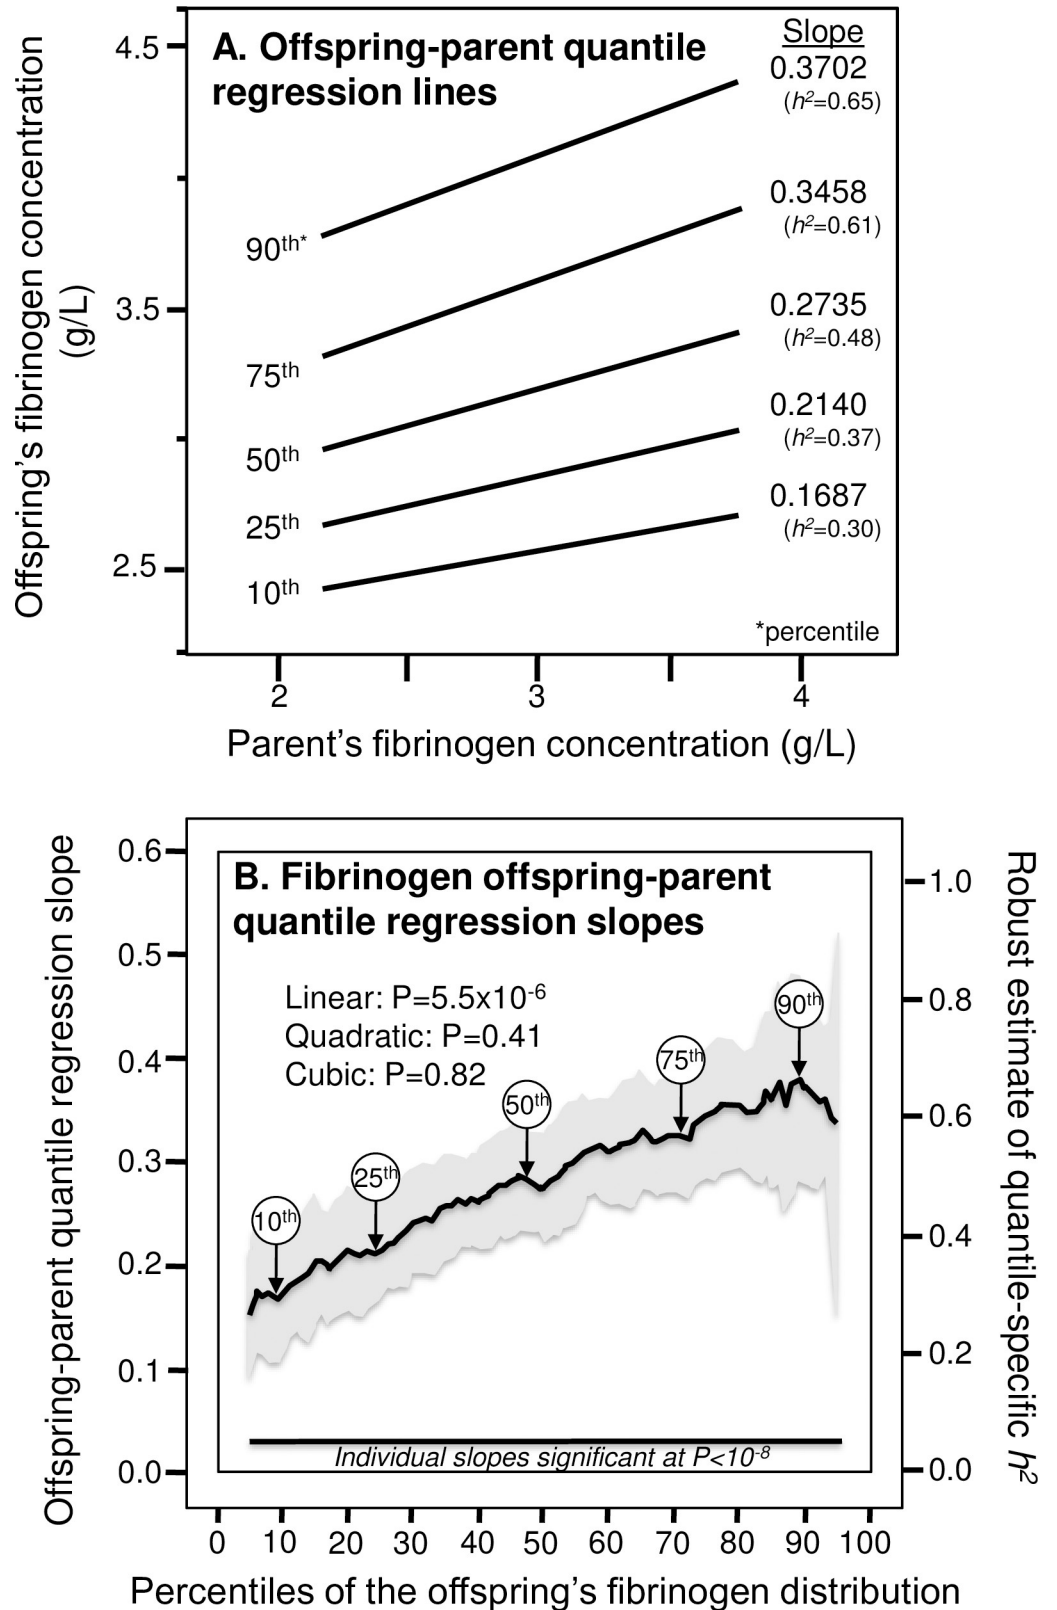 A. Offspring-parent quantile
regression lines
Slope
0.3702
(h²=0.65)
0.3458
(h²=0.61)
0.2735
(h²=0.48)
0.2140
(h²=0.37)
0.1687
(h²=0.30)
90th*
75th
50th
25th
10th
*percentile
4.5
3.5
2.5
Offspring’s fibrinogen concentration
(g/L)
2 3 4
Parent’s fibrinogen concentration (g/L)
B. Fibrinogen offspring-parent
quantile regression slopes
Linear: P=5.5x10⁻⁶
Quadratic: P=0.41
Cubic: P=0.82
10th
25th
50th
75th
90th
Individual slopes significant at P<10⁻⁸
0.6
0.5
0.4
0.3
0.2
0.1
0.0
Offspring-parent quantile regression slope
1.0
0.8
0.6
0.4
0.2
0.0
Robust estimate of quantile-specific h²
0 10 20 30 40 50 60 70 80 90 100
Percentiles of the offspring’s fibrinogen distribution